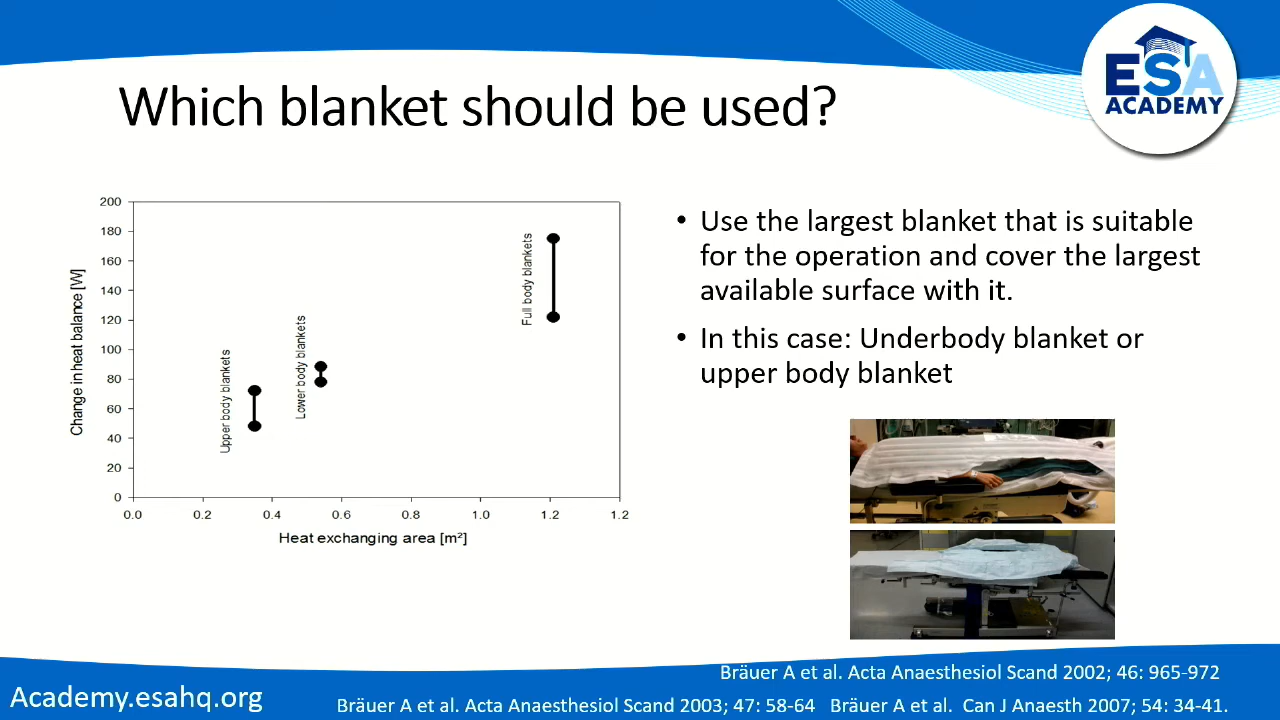 ESA
ACADEMY
Which blanket should be used?
200
180
160
140
120
100
80
60
40
20
0
Change in heat balance [W]
Upper body blankets
Lower body blankets
Full body blankets
0.0 0.2 0.4 0.6 0.8 1.0 1.2 1.2
Heat exchanging area [m²]
• Use the largest blanket that is suitable
for the operation and cover the largest
available surface with it.
• In this case: Underbody blanket or
upper body blanket
Bräuer A et al. Acta Anaesthesiol Scand 2002; 46: 965-972
Academy.esahq.org
Bräuer A et al. Acta Anaesthesiol Scand 2003; 47: 58-64 Bräuer A et al. Can J Anaesth 2007; 54: 34-41.